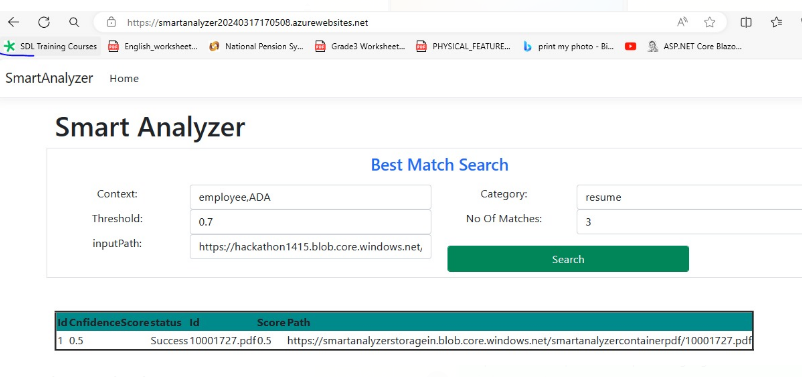 https://smartanalyzer20240317170508.azurewebsites.net
SDL Training Courses English_worksheet... National Pension Sy... Grade3 Worksheet... PHYSICAL_FEATURE... print my photo - Bi... ASP.NET Core Blazo...
SmartAnalyzer Home
Smart Analyzer
Best Match Search
Context: employee,ADA Category: resume
Threshold: 0.7 No Of Matches: 3
inputPath: https://hackathon1415.blob.core.windows.net/
Search
Id CnfidenceScore status Id Score Path
1 0.5 Success 10001727.pdf 0.5 https://smartanalyzerstoragein.blob.core.windows.net/smartanalyzercontainerpdf/10001727.pdf